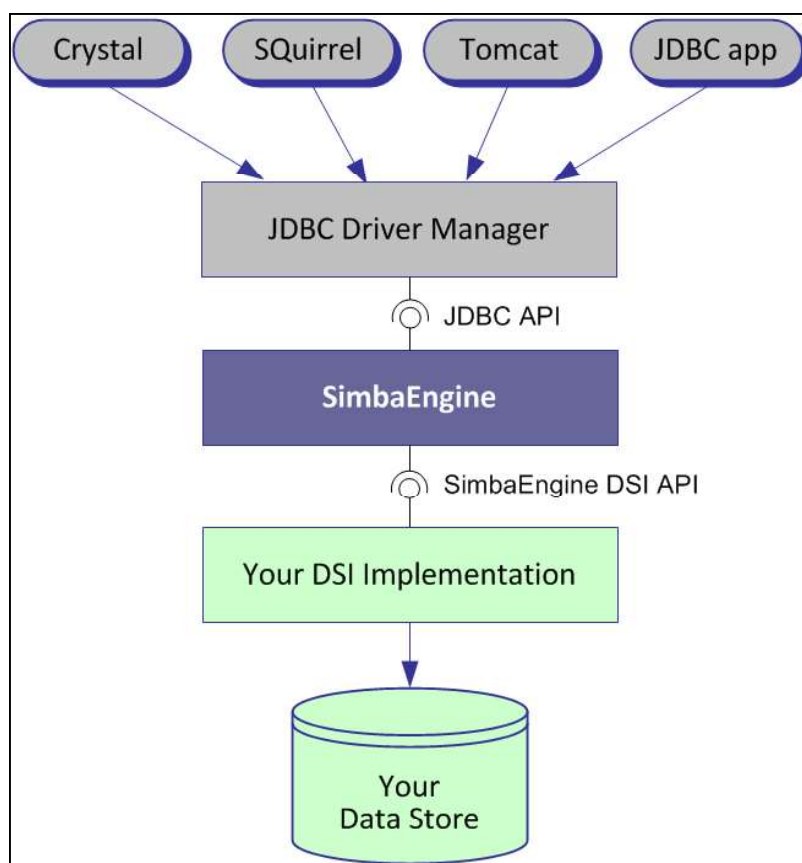 Crystal
SQuirrel
Tomcat
JDBC app
JDBC Driver Manager
JDBC API
SimbaEngine
SimbaEngine DSI API
Your DSI Implementation
Your
Data Store